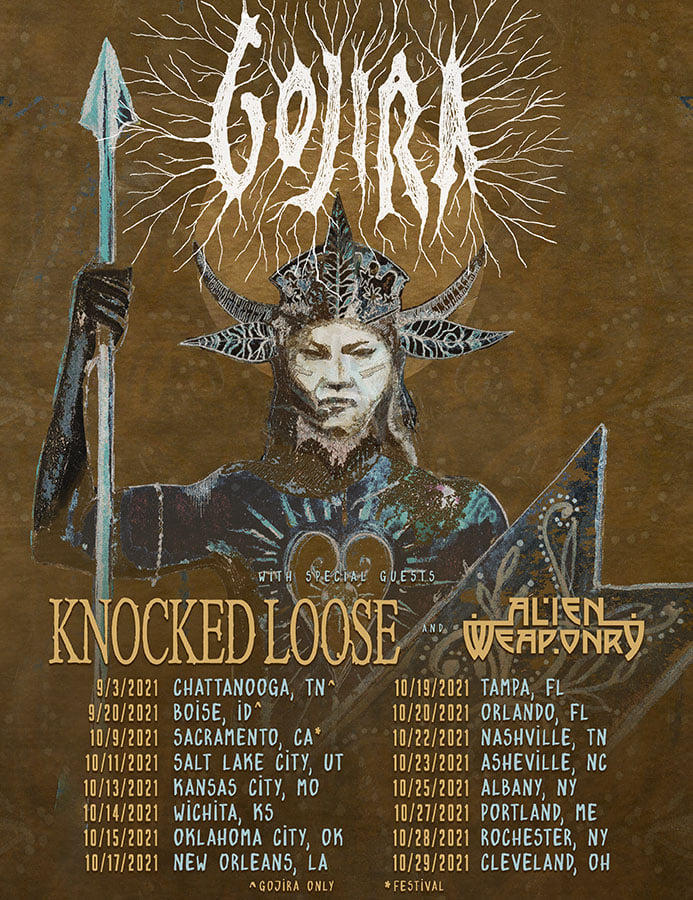 GOJIRA
WITH SPECIAL GUESTS
KNOCKED LOOSE AND ALIEN WEAPONRY
9/3/2021 CHATTANOOGA, TN^
9/20/2021 BOISE, ID^
10/9/2021 SACRAMENTO, CA*
10/11/2021 SALT LAKE CITY, UT
10/13/2021 KANSAS CITY, MO
10/14/2021 WICHITA, KS
10/15/2021 OKLAHOMA CITY, OK
10/17/2021 NEW ORLEANS, LA
10/19/2021 TAMPA, FL
10/20/2021 ORLANDO, FL
10/22/2021 NASHVILLE, TN
10/23/2021 ASHEVILLE, NC
10/25/2021 ALBANY, NY
10/27/2021 PORTLAND, ME
10/28/2021 ROCHESTER, NY
10/29/2021 CLEVELAND, OH
^GOJIRA ONLY *FESTIVAL